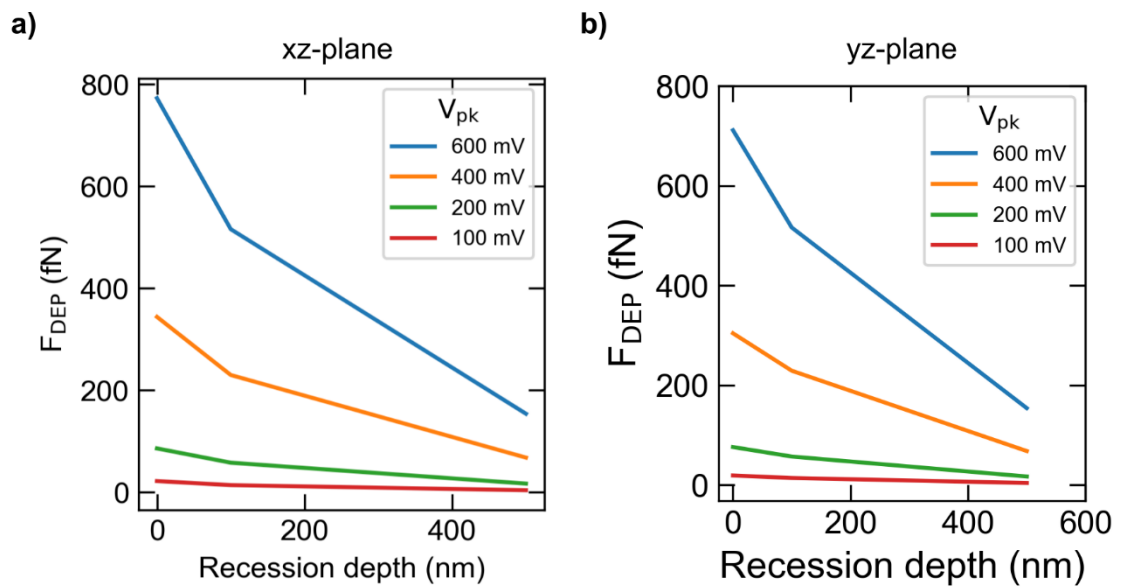 a)
xz-plane
F_DEP (fN)
800
600
400
200
0
0 200 400
Recession depth (nm)
V_pk
600 mV
400 mV
200 mV
100 mV
b)
yz-plane
F_DEP (fN)
800
600
400
200
0
0 200 400 600
Recession depth (nm)
V_pk
600 mV
400 mV
200 mV
100 mV